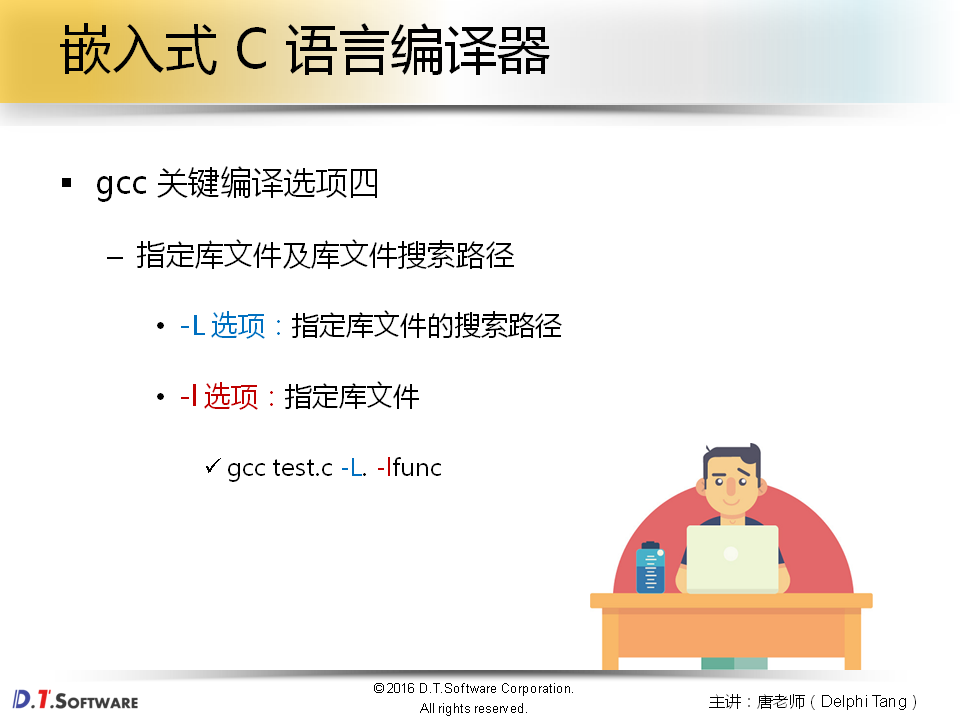 嵌入式 C 语言编译器
▪ gcc 关键编译选项四
– 指定库文件及库文件搜索路径
• -L 选项：指定库文件的搜索路径
• -l 选项：指定库文件
✓ gcc test.c -L. -lfunc
D.T.SOFTWARE
©2016 D.T.Software Corporation.
All rights reserved.
主讲：唐老师（Delphi Tang）